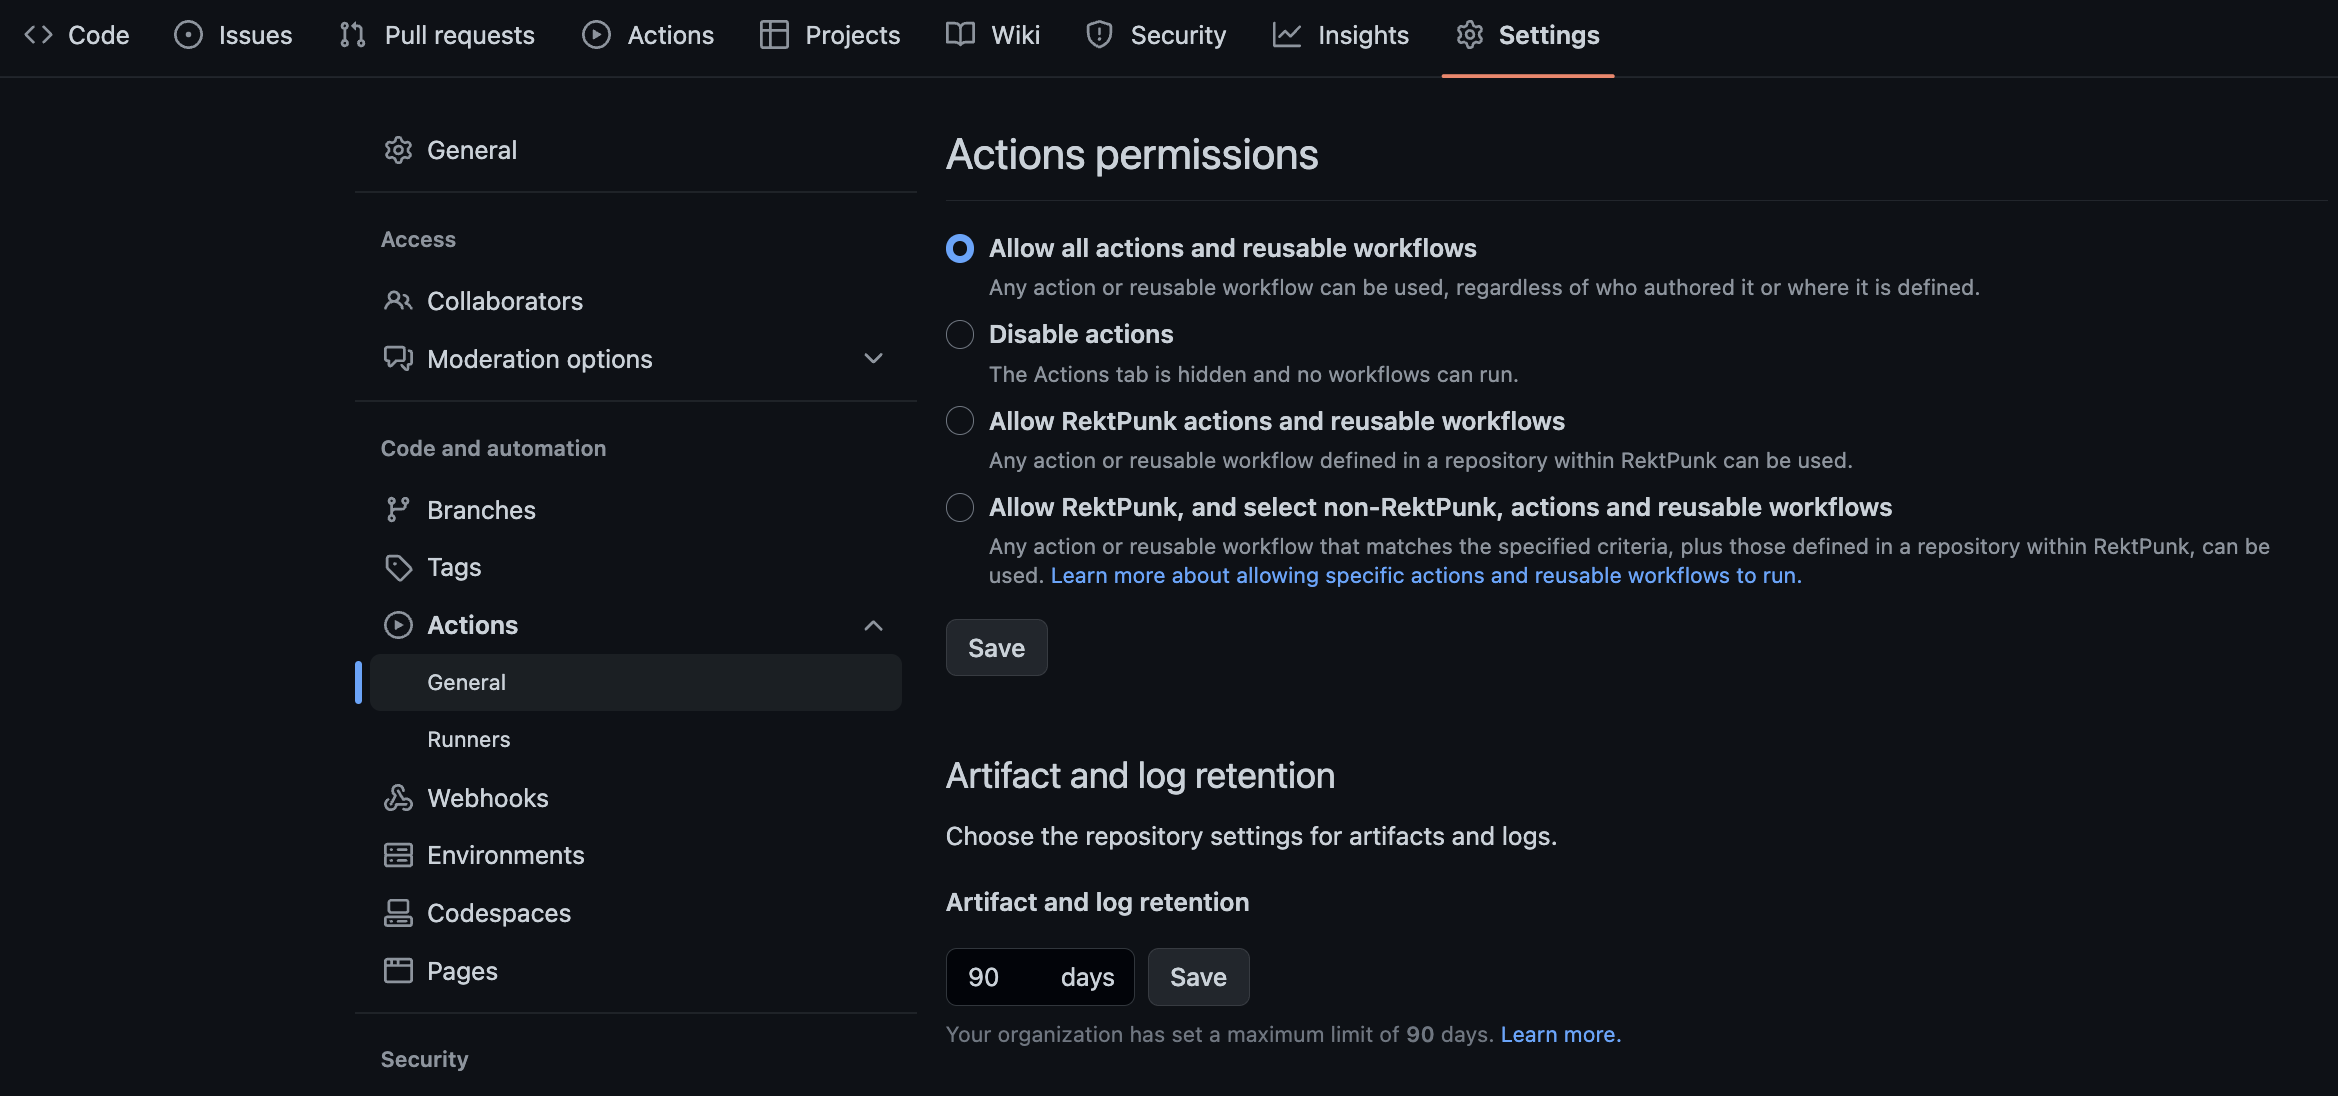 Code Issues Pull requests Actions Projects Wiki Security Insights Settings
General
Access
Collaborators
Moderation options
Code and automation
Branches
Tags
Actions
General
Runners
Webhooks
Environments
Codespaces
Pages
Security
Actions permissions
Allow all actions and reusable workflows
Any action or reusable workflow can be used, regardless of who authored it or where it is defined.
Disable actions
The Actions tab is hidden and no workflows can run.
Allow RektPunk actions and reusable workflows
Any action or reusable workflow defined in a repository within RektPunk can be used.
Allow RektPunk, and select non-RektPunk, actions and reusable workflows
Any action or reusable workflow that matches the specified criteria, plus those defined in a repository within RektPunk, can be
used. Learn more about allowing specific actions and reusable workflows to run.
Save
Artifact and log retention
Choose the repository settings for artifacts and logs.
Artifact and log retention
90 days Save
Your organization has set a maximum limit of 90 days. Learn more.